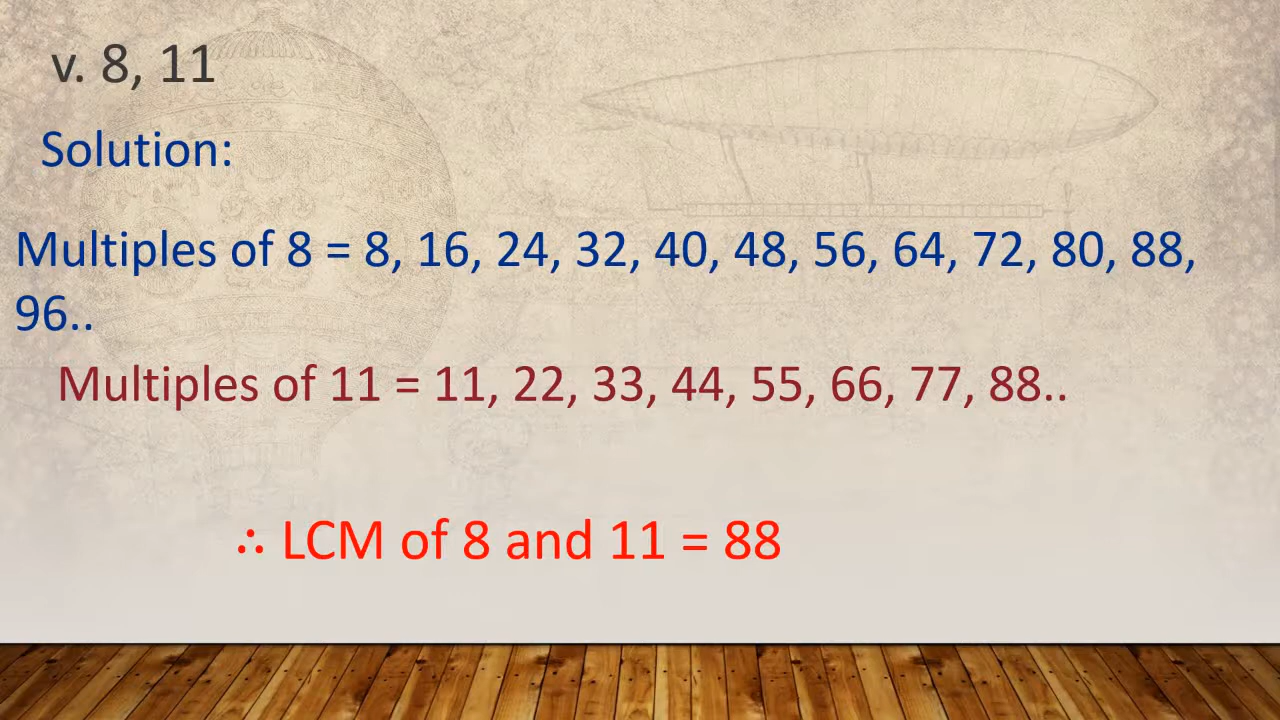 v. 8, 11
Solution:
Multiples of 8 = 8, 16, 24, 32, 40, 48, 56, 64, 72, 80, 88,
96..
Multiples of 11 = 11, 22, 33, 44, 55, 66, 77, 88..
∴ LCM of 8 and 11 = 88